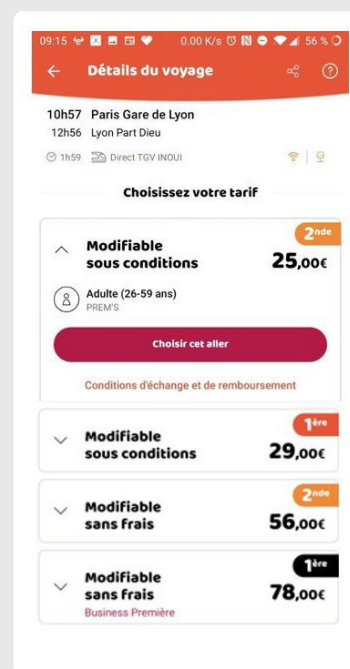 09:15 0.00 K/s 56 %
Détails du voyage
10h57 Paris Gare de Lyon
12h56 Lyon Part Dieu
1h59 Direct TGV INOUI
Choisissez votre tarif
2nde
Modifiable
sous conditions 25,00€
Adulte (26-59 ans)
PREM'S
Choisir cet aller
Conditions d'échange et de remboursement
1ère
Modifiable
sous conditions 29,00€
2nde
Modifiable
sans frais 56,00€
1ère
Modifiable
sans frais 78,00€
Business Première